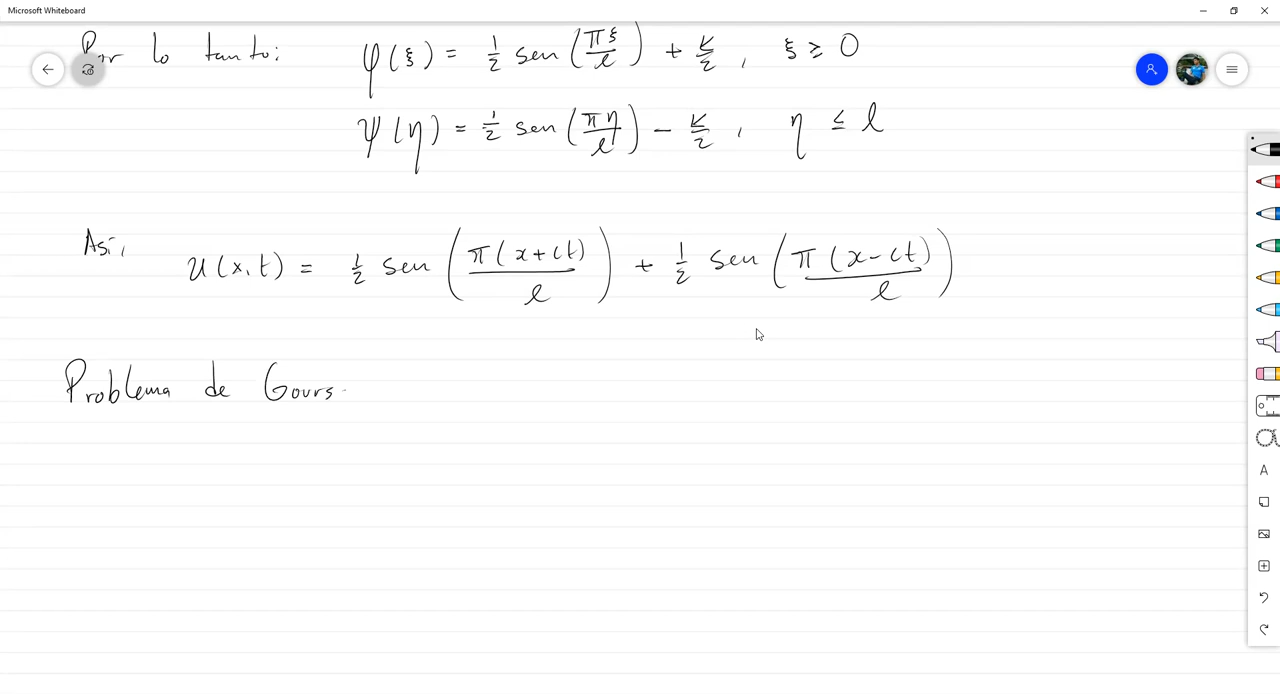 Microsoft Whiteboard
Por lo tanto: φ(ξ) = 1/2 sen(πξ/l) + K/2, ξ ≥ 0
ψ(η) = 1/2 sen(πη/l) − K/2, η ≤ l
Así, u(x,t) = 1/2 sen(π(x+ct)/l) + 1/2 sen(π(x−ct)/l)
Problema de Gours
A